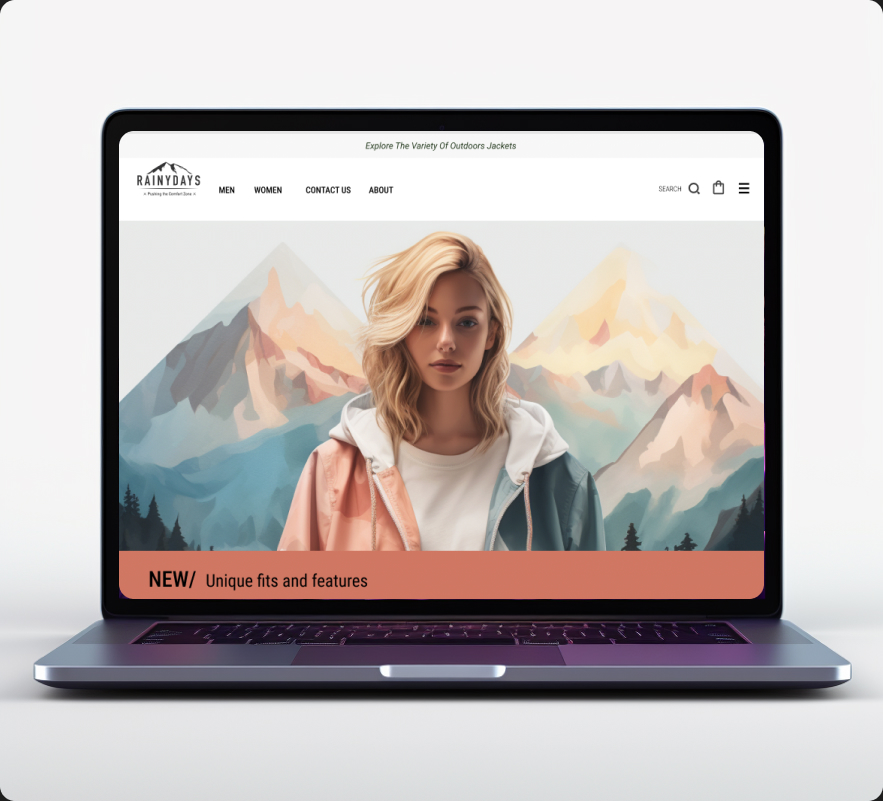 Explore The Variety Of Outdoors Jackets
RAINYDAYS
Pushing the Comfort Zone
MEN WOMEN CONTACT US ABOUT
SEARCH
NEW/ Unique fits and features